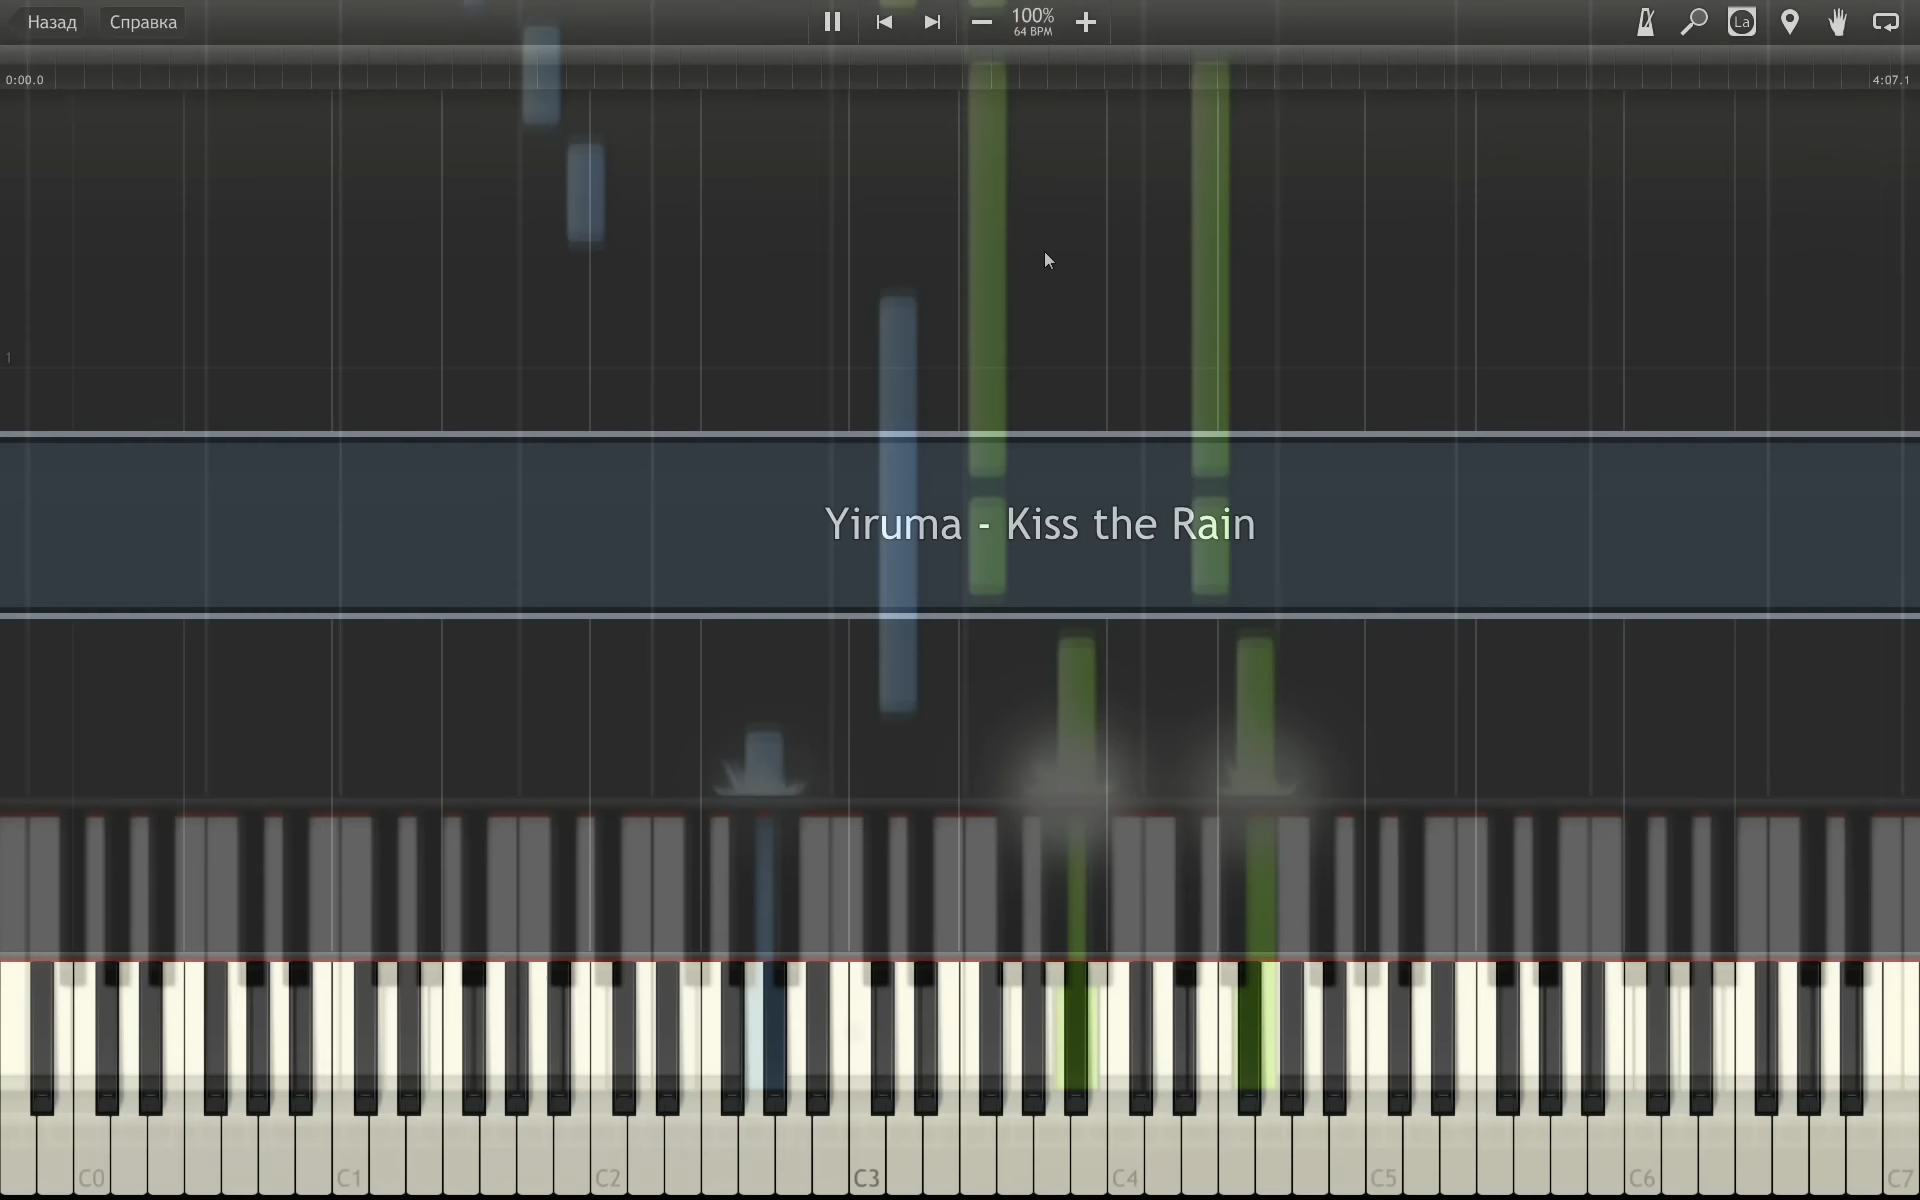 Назад
Справка
100%
64 BPM
La
0:00.0
4:07.1
1
Yiruma - Kiss the Rain
C0
C1
C2
C3
C4
C5
C6
C7